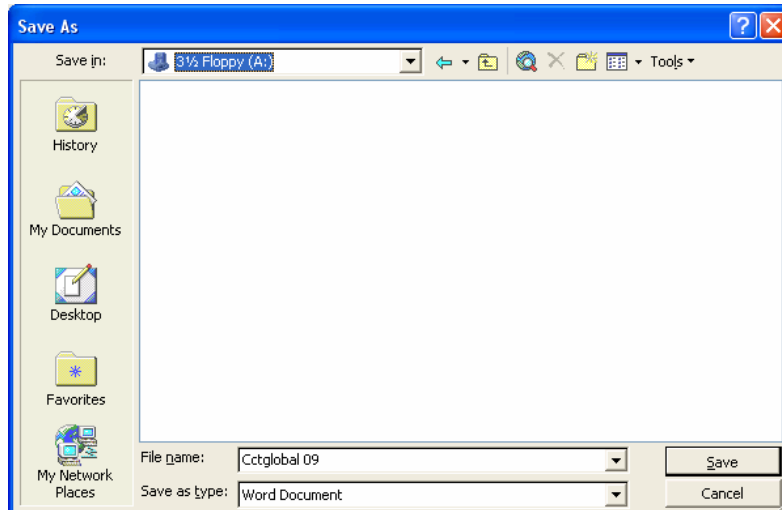 Save As
Save in:
3½ Floppy (A:)
Tools
History
My Documents
Desktop
Favorites
My Network
Places
File name:
Cctglobal 09
Save
Save as type:
Word Document
Cancel